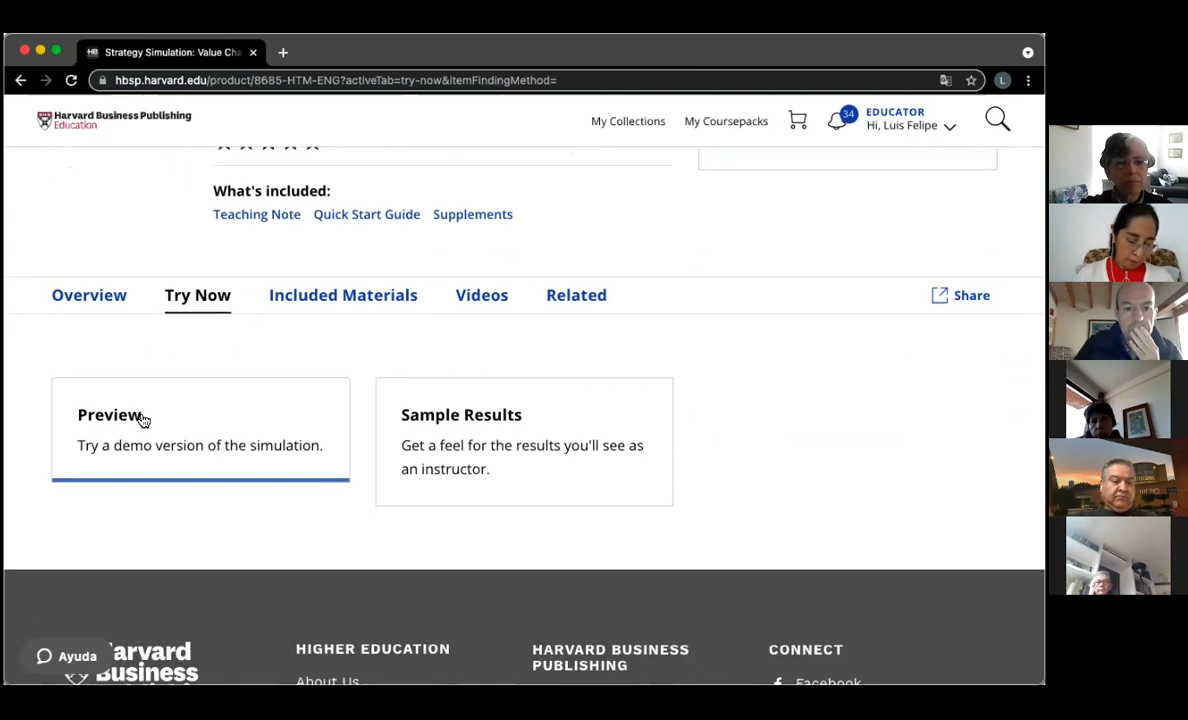 Strategy Simulation: Value Cha
hbsp.harvard.edu/product/8685-HTM-ENG?activeTab=try-now&itemFindingMethod=
L
Harvard Business Publishing
Education
My Collections
My Coursepacks
34
EDUCATOR
Hi, Luis Felipe
What's included:
Teaching Note
Quick Start Guide
Supplements
Overview
Try Now
Included Materials
Videos
Related
Share
Preview
Try a demo version of the simulation.
Sample Results
Get a feel for the results you'll see as
an instructor.
Ayuda
Harvard
Business
HIGHER EDUCATION
About Us
HARVARD BUSINESS
PUBLISHING
CONNECT
Facebook